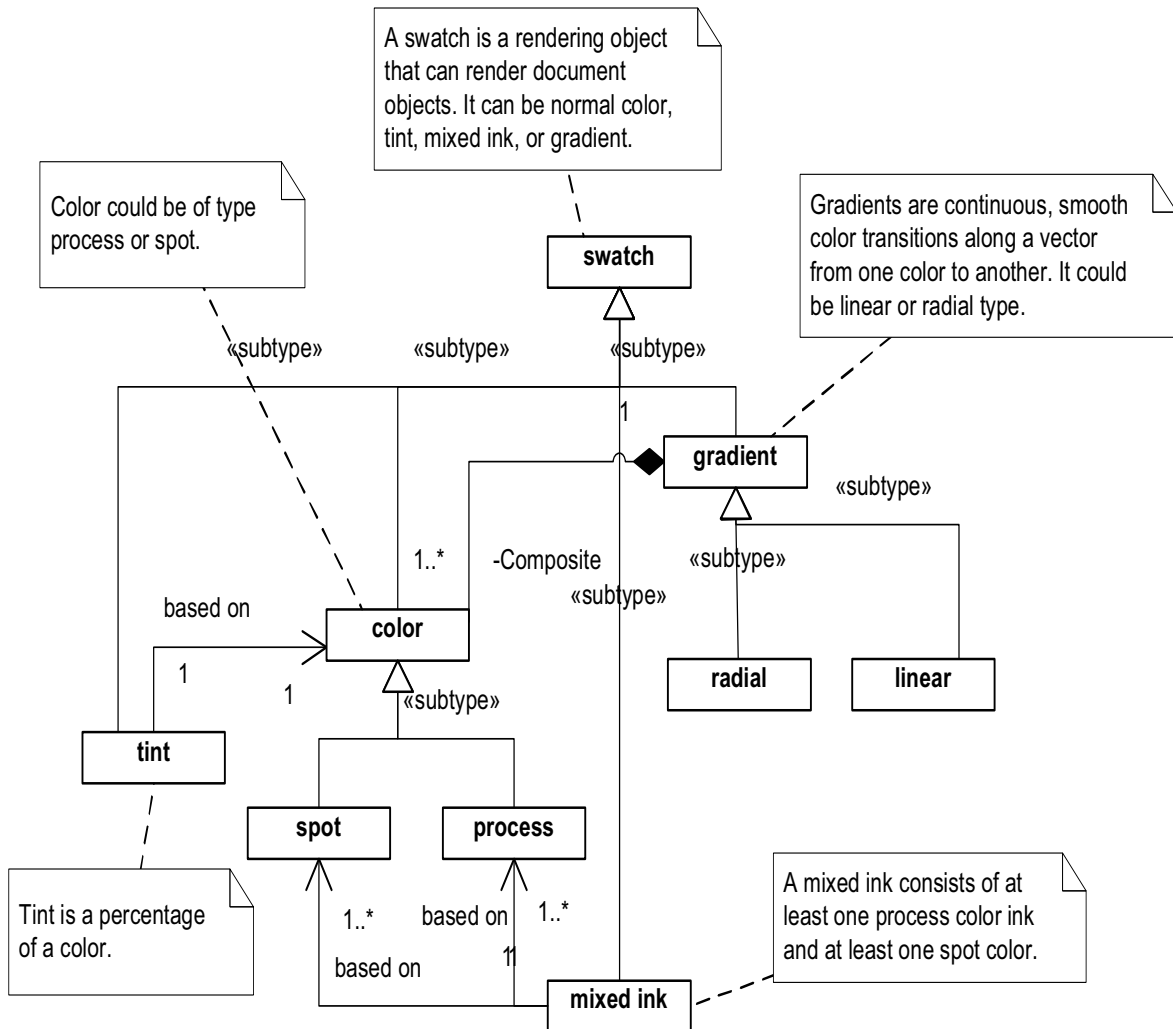 A swatch is a rendering object
that can render document
objects. It can be normal color,
tint, mixed ink, or gradient.
Color could be of type
process or spot.
Gradients are continuous, smooth
color transitions along a vector
from one color to another. It could
be linear or radial type.
swatch
«subtype»
«subtype»
«subtype»
1
gradient
«subtype»
1..*
-Composite
«subtype»
«subtype»
based on
color
1
1
radial
linear
«subtype»
tint
spot
process
Tint is a percentage
of a color.
1..*
based on
1..*
based on
11
A mixed ink consists of at
least one process color ink
and at least one spot color.
mixed ink